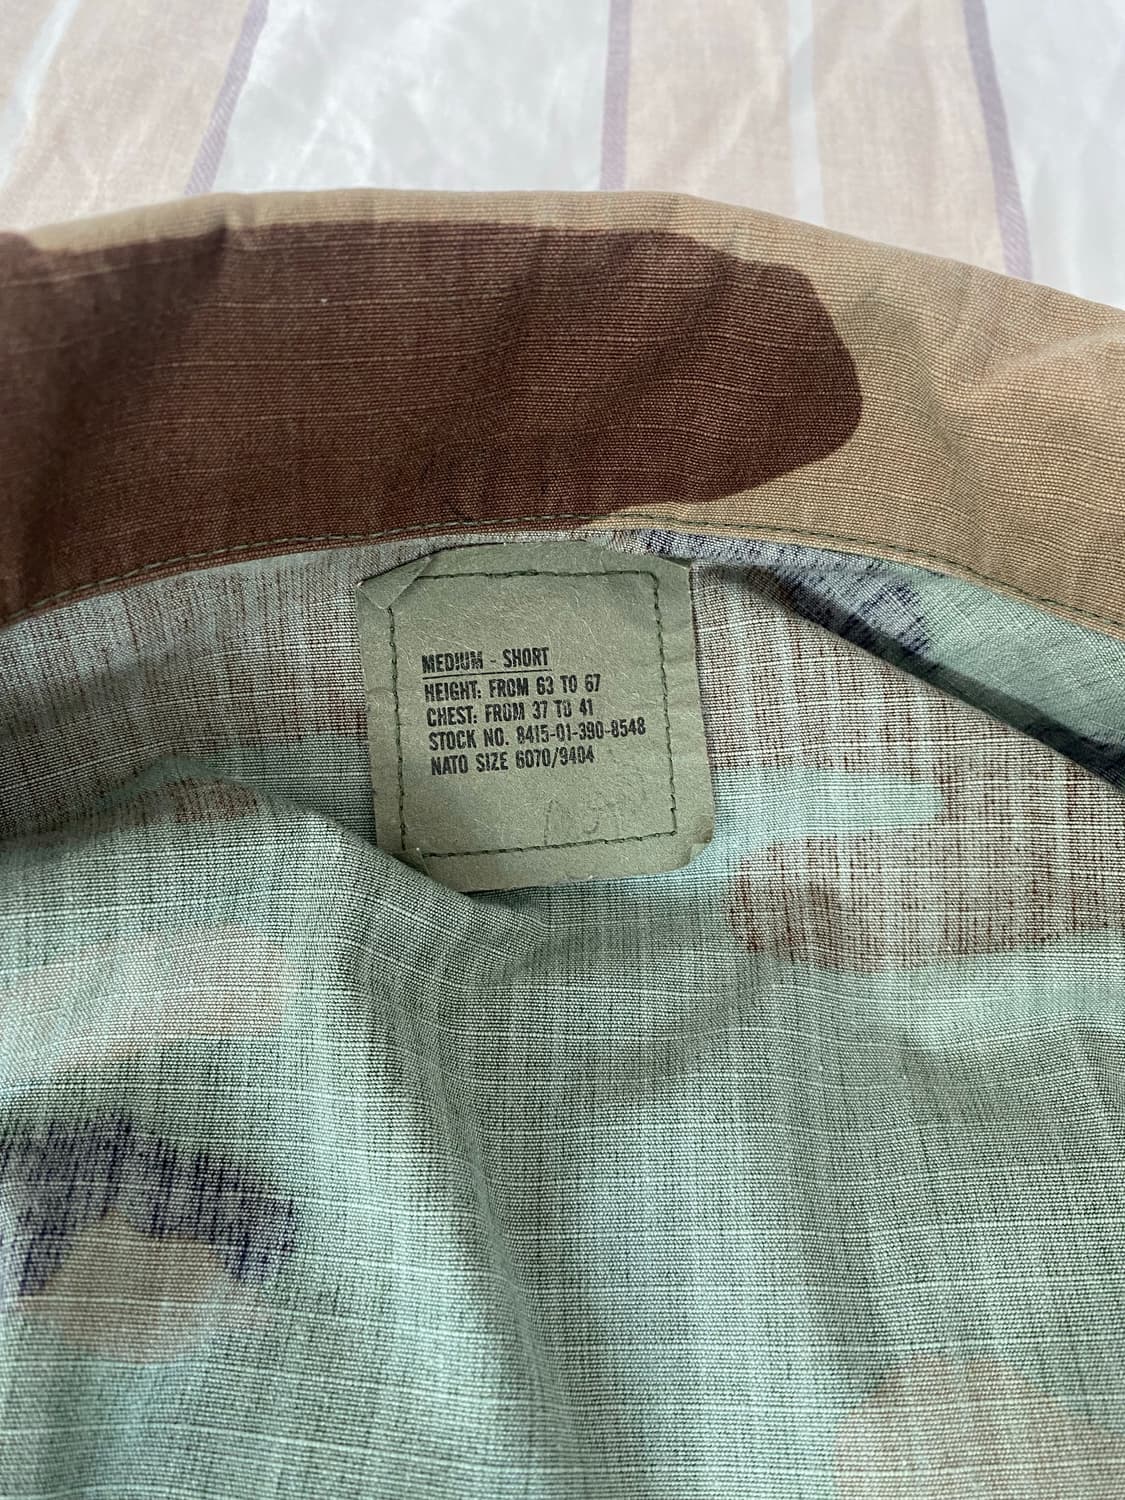 MEDIUM - SHORT
HEIGHT: FROM 63 TO 67
CHEST: FROM 37 TO 41
STOCK NO. 8415-01-390-8548
NATO SIZE 6070/9404